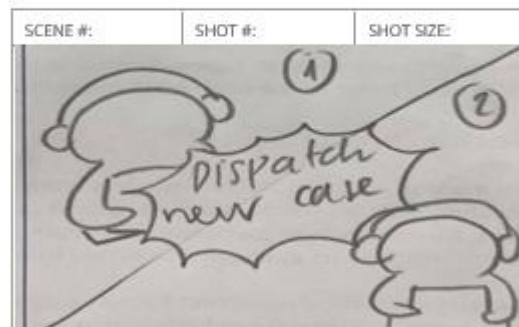 SCENE #: SHOT #: SHOT SIZE:
1
2
Dispatch
new case